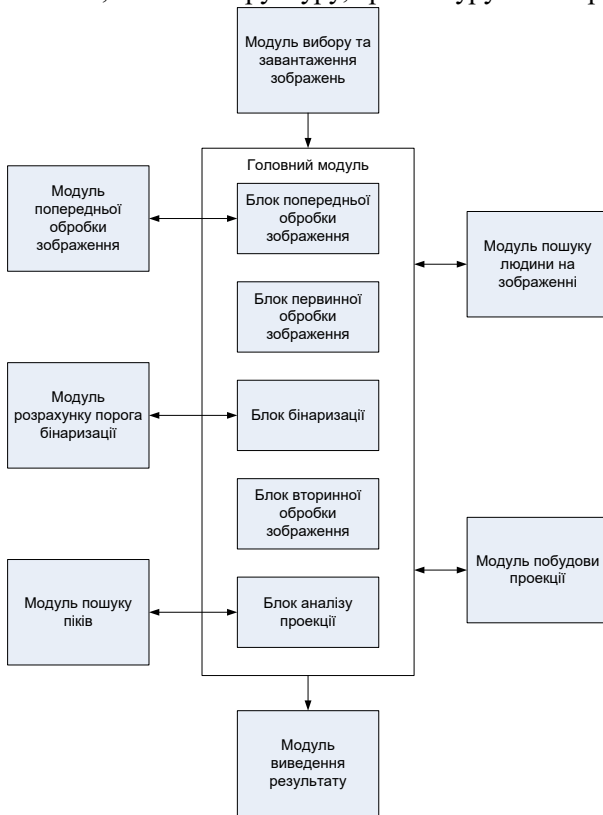 Модуль вибору та
завантаження
зображень
Головний модуль
Модуль
попередньої
обробки
зображення
Блок попередньої
обробки
зображення
Модуль пошуку
людини на
зображенні
Блок первинної
обробки
зображення
Модуль
розрахунку порога
бінаризації
Блок бінаризації
Блок вторинної
обробки
зображення
Модуль побудови
проекції
Модуль пошуку
піків
Блок аналізу
проекції
Модуль
виведення
результату